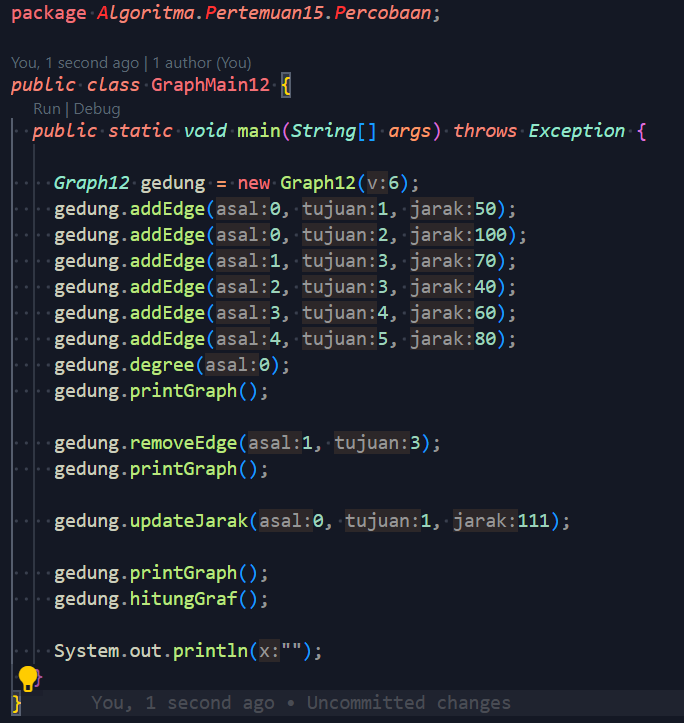 package Algoritma.Pertemuan15.Percobaan;
You, 1 second ago | 1 author (You)
public class GraphMain12 {
Run | Debug
public static void main(String[] args) throws Exception {
Graph12 gedung = new Graph12(v:6);
gedung.addEdge(asal:0, tujuan:1, jarak:50);
gedung.addEdge(asal:0, tujuan:2, jarak:100);
gedung.addEdge(asal:1, tujuan:3, jarak:70);
gedung.addEdge(asal:2, tujuan:3, jarak:40);
gedung.addEdge(asal:3, tujuan:4, jarak:60);
gedung.addEdge(asal:4, tujuan:5, jarak:80);
gedung.degree(asal:0);
gedung.printGraph();
gedung.removeEdge(asal:1, tujuan:3);
gedung.printGraph();
gedung.updateJarak(asal:0, tujuan:1, jarak:111);
gedung.printGraph();
gedung.hitungGraf();
System.out.println(x:"");
}
} You, 1 second ago • Uncommitted changes